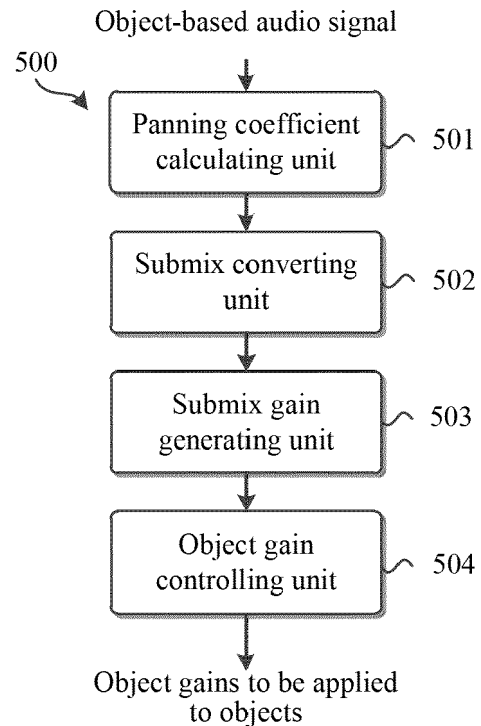 Object-based audio signal
500
Panning coefficient
calculating unit
501
Submix converting
unit
502
Submix gain
generating unit
503
Object gain
controlling unit
504
Object gains to be applied
to objects